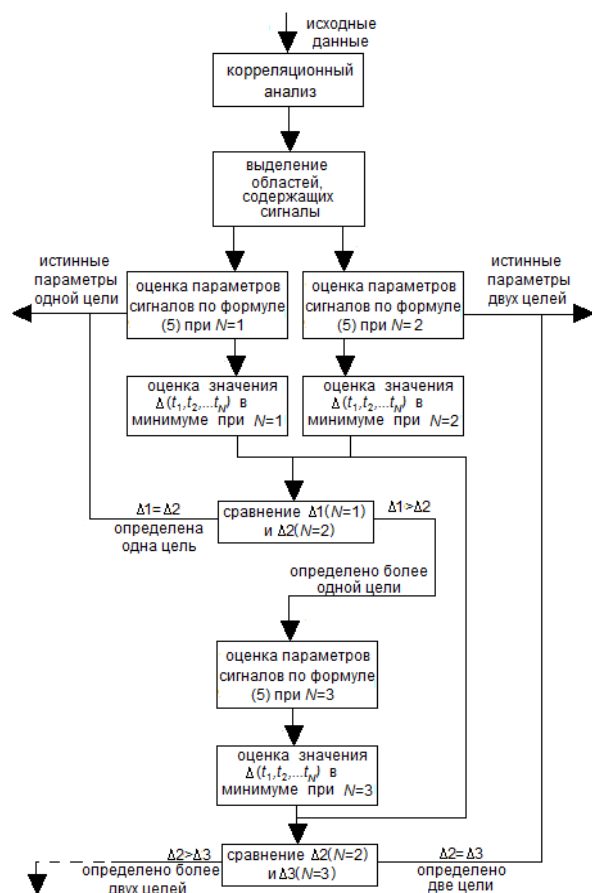 исходные
данные
корреляционный
анализ
выделение
областей,
содержащих
сигналы
истинные
параметры
одной цели
оценка параметров
сигналов по формуле
(5) при N=1
оценка параметров
сигналов по формуле
(5) при N=2
истинные
параметры
двух целей
оценка значения
Δ(t₁,t₂,...tN) в
минимуме при N=1
оценка значения
Δ(t₁,t₂,...tN) в
минимуме при N=2
Δ1=Δ2
определена
одна цель
сравнение Δ1(N=1)
и Δ2(N=2)
Δ1>Δ2
определено более
одной цели
оценка параметров
сигналов по формуле
(5) при N=3
оценка значения
Δ(t₁,t₂,...tN) в
минимуме при N=3
Δ2>Δ3
определено более
двух целей
сравнение Δ2(N=2)
иΔ3(N=3)
Δ2=Δ3
определено
две цели